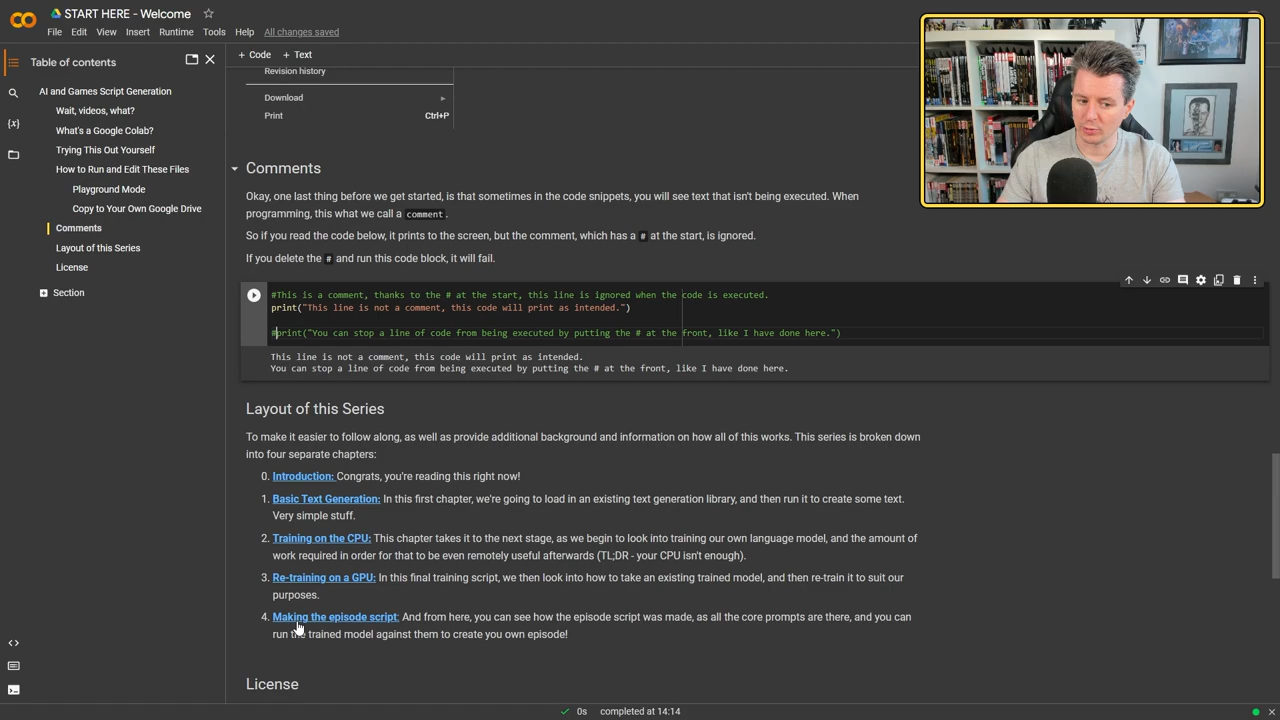 START HERE - Welcome
File Edit View Insert Runtime Tools Help All changes saved
Table of contents
AI and Games Script Generation
Wait, videos, what?
What's a Google Colab?
Trying This Out Yourself
How to Run and Edit These Files
Playground Mode
Copy to Your Own Google Drive
Comments
Layout of this Series
License
Section
+ Code + Text
Revision history
Download
Print Ctrl+P
Comments
Okay, one last thing before we get started, is that sometimes in the code snippets, you will see text that isn't being executed. When
programming, this what we call a comment.
So if you read the code below, it prints to the screen, but the comment, which has a # at the start, is ignored.
If you delete the # and run this code block, it will fail.
#This is a comment, thanks to the # at the start, this line is ignored when the code is executed.
print("This line is not a comment, this code will print as intended.")
#print("You can stop a line of code from being executed by putting the # at the front, like I have done here.")
This line is not a comment, this code will print as intended.
You can stop a line of code from being executed by putting the # at the front, like I have done here.
Layout of this Series
To make it easier to follow along, as well as provide additional background and information on how all of this works. This series is broken down
into four separate chapters:
0. Introduction: Congrats, you're reading this right now!
1. Basic Text Generation: In this first chapter, we're going to load in an existing text generation library, and then run it to create some text.
Very simple stuff.
2. Training on the CPU: This chapter takes it to the next stage, as we begin to look into training our own language model, and the amount of
work required in order for that to be even remotely useful afterwards (TL;DR - your CPU isn't enough).
3. Re-training on a GPU: In this final training script, we then look into how to take an existing trained model, and then re-train it to suit our
purposes.
4. Making the episode script: And from here, you can see how the episode script was made, as all the core prompts are there, and you can
run the trained model against them to create you own episode!
License
0s completed at 14:14